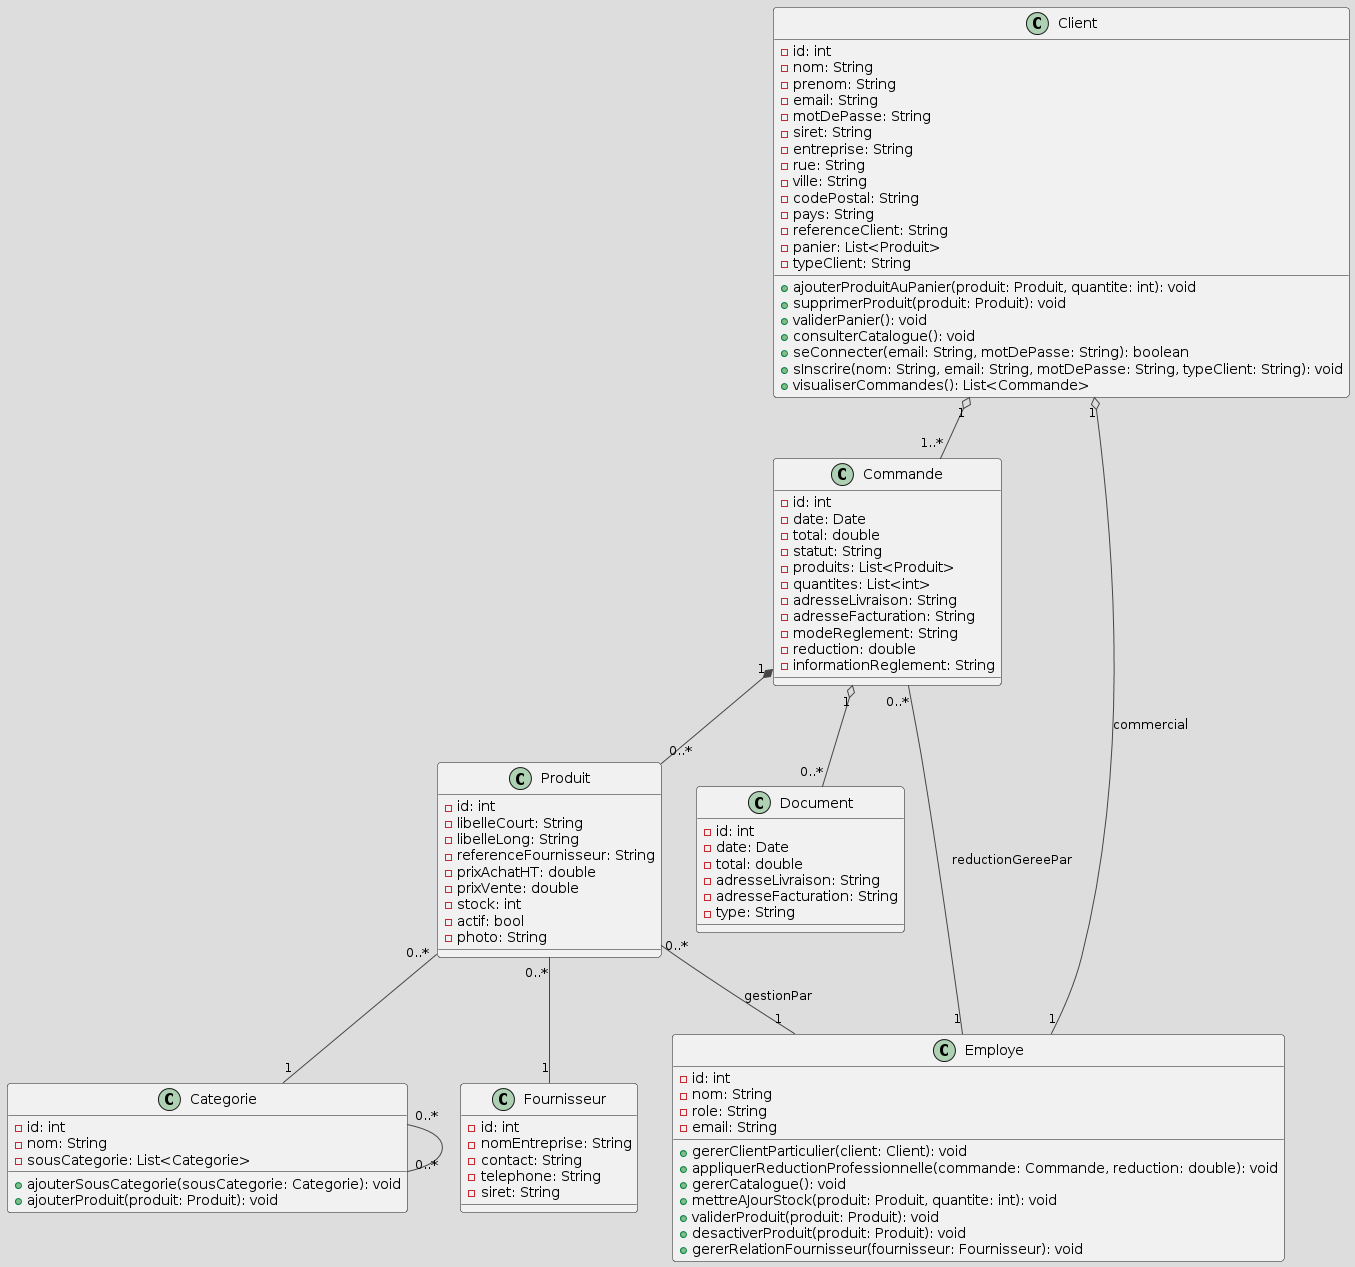 C Client
id: int
nom: String
prenom: String
email: String
motDePasse: String
siret: String
entreprise: String
rue: String
ville: String
codePostal: String
pays: String
referenceClient: String
panier: List<Produit>
typeClient: String
ajouterProduitAuPanier(produit: Produit, quantite: int): void
supprimerProduit(produit: Produit): void
validerPanier(): void
consulterCatalogue(): void
seConnecter(email: String, motDePasse: String): boolean
sInscrire(nom: String, email: String, motDePasse: String, typeClient: String): void
visualiserCommandes(): List<Commande>
1
1
1..*
C Commande
id: int
date: Date
total: double
statut: String
produits: List<Produit>
quantites: List<int>
adresseLivraison: String
adresseFacturation: String
modeReglement: String
reduction: double
informationReglement: String
1
1
0..*
commercial
0..*
0..*
C Produit
id: int
libelleCourt: String
libelleLong: String
referenceFournisseur: String
prixAchatHT: double
prixVente: double
stock: int
actif: bool
photo: String
C Document
id: int
date: Date
total: double
adresseLivraison: String
adresseFacturation: String
type: String
reductionGereePar
0..*
0..*
0..*
gestionPar
1
1
1
1
1
C Categorie
id: int
nom: String
sousCategorie: List<Categorie>
ajouterSousCategorie(sousCategorie: Categorie): void
ajouterProduit(produit: Produit): void
0..*
0..*
C Fournisseur
id: int
nomEntreprise: String
contact: String
telephone: String
siret: String
C Employe
id: int
nom: String
role: String
email: String
gererClientParticulier(client: Client): void
appliquerReductionProfessionnelle(commande: Commande, reduction: double): void
gererCatalogue(): void
mettreAJourStock(produit: Produit, quantite: int): void
validerProduit(produit: Produit): void
desactiverProduit(produit: Produit): void
gererRelationFournisseur(fournisseur: Fournisseur): void